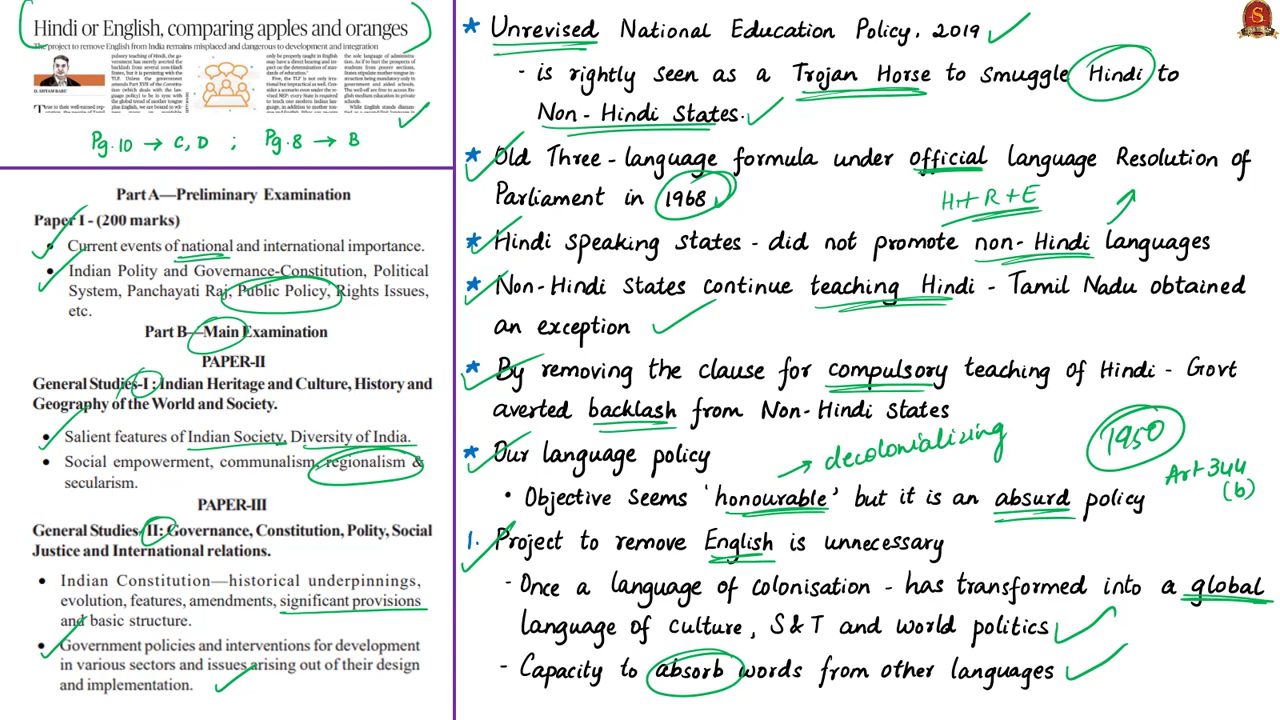 Hindi or English, comparing apples and oranges
The project to remove English from India remains misplaced and dangerous to development and integration
Pg.10 → C, D ; Pg.8 → B
Part A—Preliminary Examination
Paper I - (200 marks)
• Current events of national and international importance.
• Indian Polity and Governance-Constitution, Political
System, Panchayati Raj, Public Policy, Rights Issues,
etc.
Part B—Main Examination
PAPER-II
General Studies-I: Indian Heritage and Culture, History and
Geography of the World and Society.
• Salient features of Indian Society, Diversity of India.
• Social empowerment, communalism, regionalism &
secularism.
PAPER-III
General Studies-II: Governance, Constitution, Polity, Social
Justice and International relations.
• Indian Constitution—historical underpinnings,
evolution, features, amendments, significant provisions
and basic structure.
• Government policies and interventions for development
in various sectors and issues arising out of their design
and implementation.
* Unrevised National Education Policy, 2019
- is rightly seen as a Trojan Horse to smuggle Hindi to
Non-Hindi States.
* Old Three-language formula under official language Resolution of
Parliament in 1968
H+R+E
* Hindi speaking states - did not promote non-Hindi languages
* Non-Hindi States continue teaching Hindi - Tamil Nadu obtained
an exception
* By removing the clause for compulsory teaching of Hindi - Govt
averted backlash from Non-Hindi States
* Our language policy
→ decolonializing
1950
Art 344
(b)
• Objective seems 'honourable' but it is an absurd policy
1. Project to remove English is unnecessary
- Once a language of colonisation - has transformed into a global
language of culture, S&T and world politics
- Capacity to absorb words from other languages